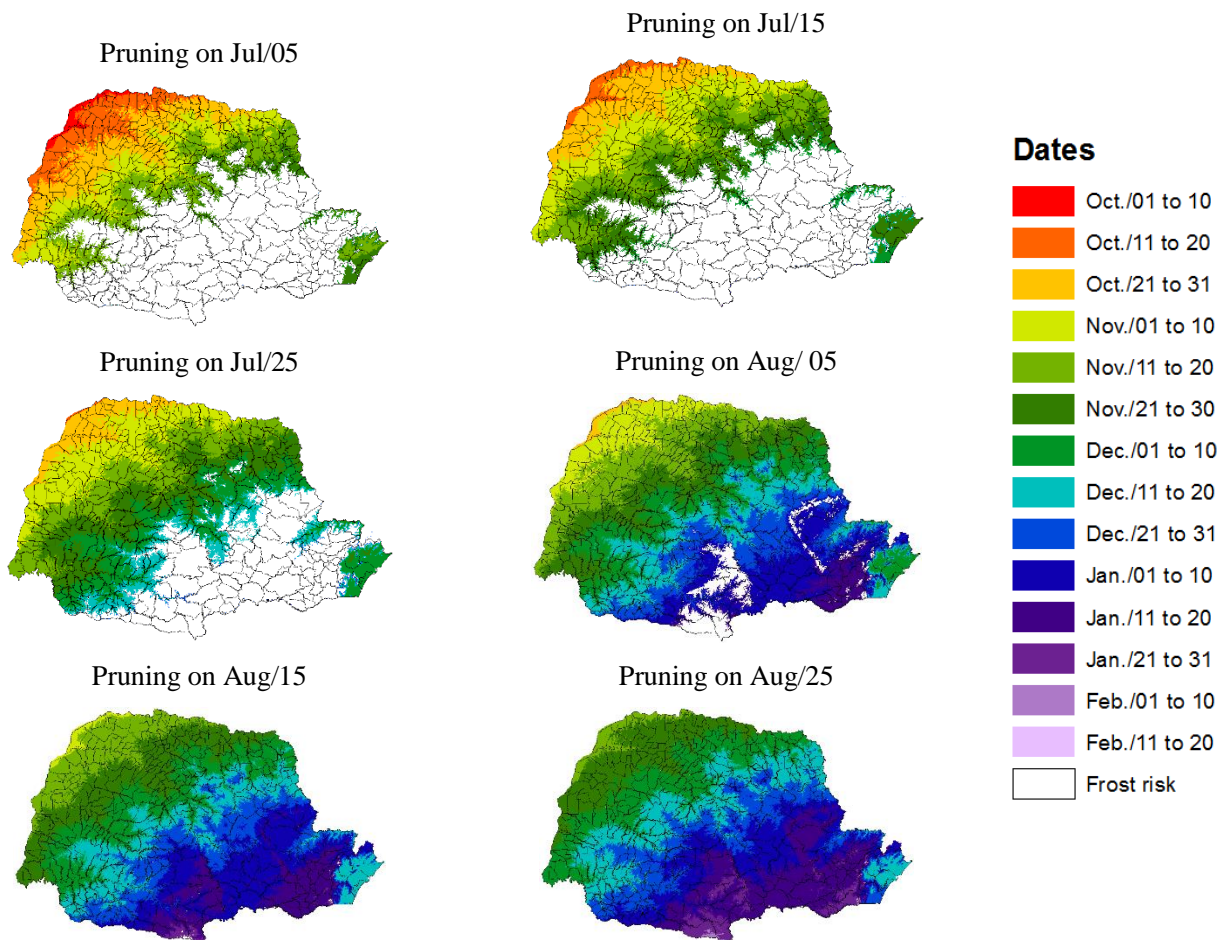 Pruning on Jul/05
Pruning on Jul/15
Pruning on Jul/25
Pruning on Aug/ 05
Pruning on Aug/15
Pruning on Aug/25
Dates
Oct./01 to 10
Oct./11 to 20
Oct./21 to 31
Nov./01 to 10
Nov./11 to 20
Nov./21 to 30
Dec./01 to 10
Dec./11 to 20
Dec./21 to 31
Jan./01 to 10
Jan./11 to 20
Jan./21 to 31
Feb./01 to 10
Feb./11 to 20
Frost risk